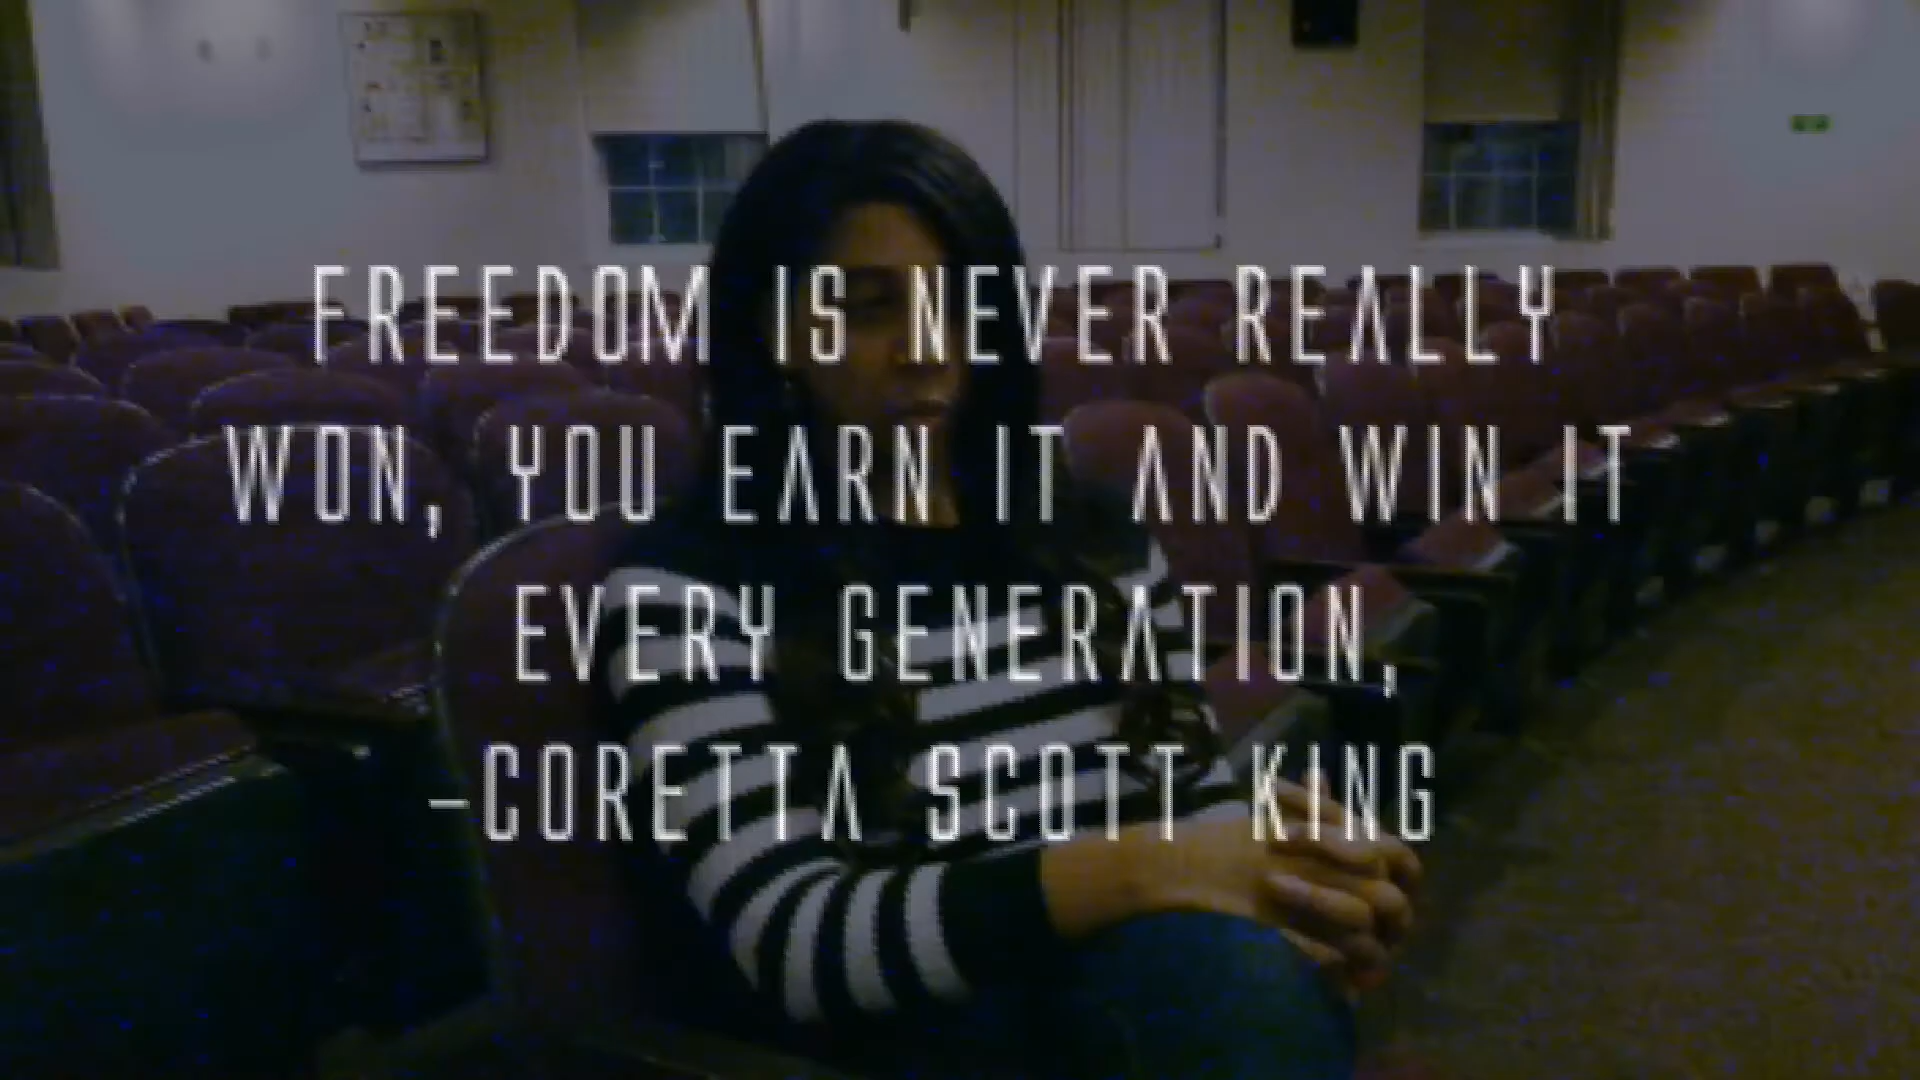 FREEDOM IS NEVER REALLY
WON, YOU EARN IT AND WIN IT
EVERY GENERATION,
-CORETTA SCOTT KING